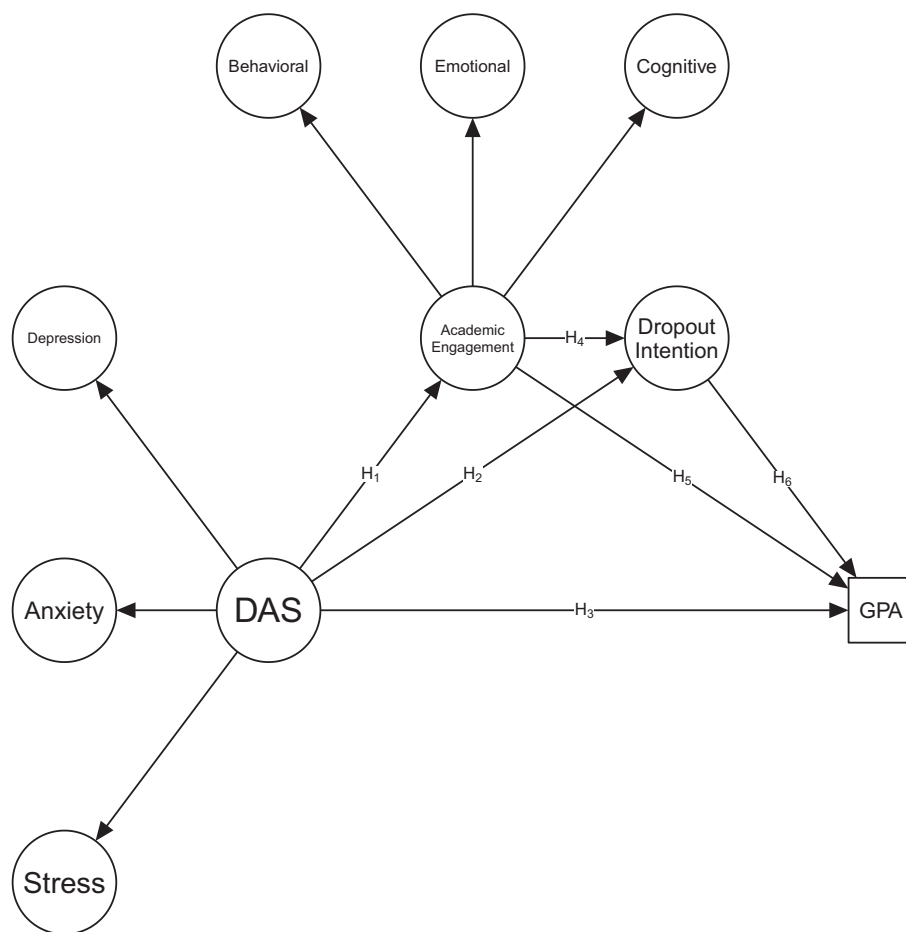 Behavioral
Emotional
Cognitive
Depression
Academic
Engagement
H₄
Dropout
Intention
H₁
H₂
H₅
H₆
Anxiety
DAS
H₃
GPA
Stress